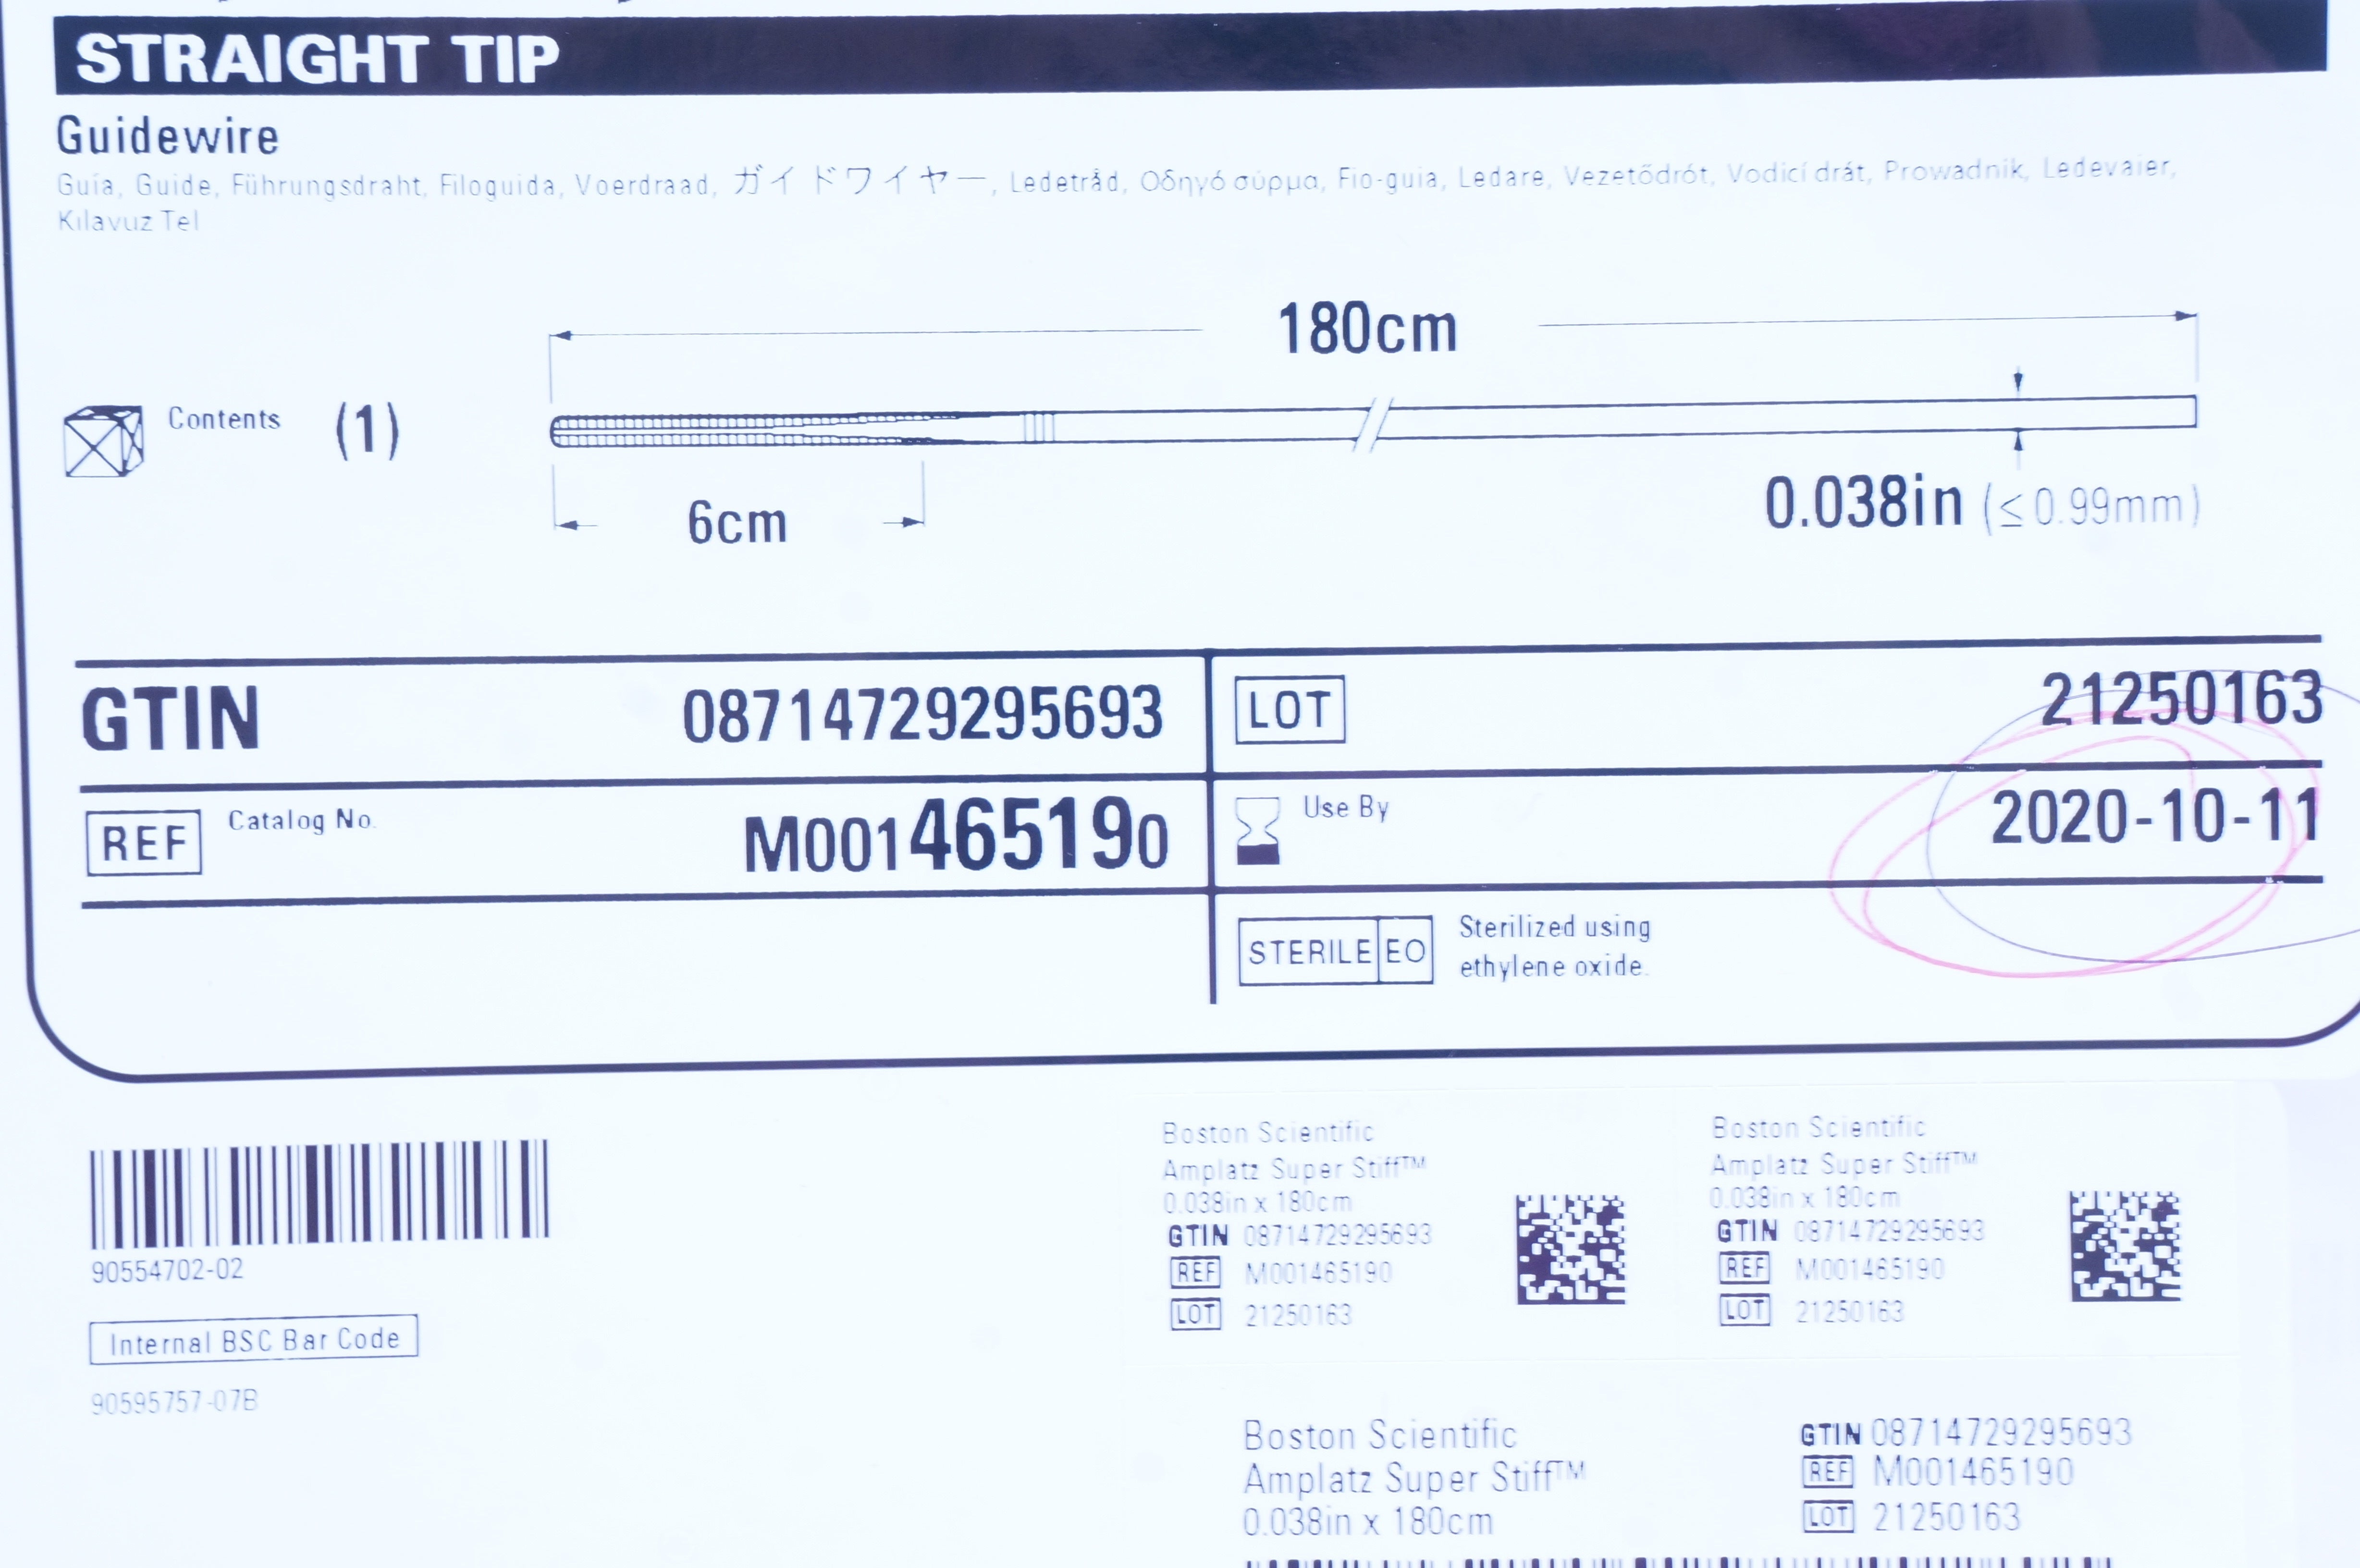 STRAIGHT TIP
Guidewire
Guía, Guide, Führungsdraht, Filoguida, Voerdraad, ガイドワイヤー, Ledetråd, Οδηγό σύρμα, Fio-guia, Ledare, Vezetődrót, Vodicí drát, Prowadnik, Ledevaier,
Kılavuz Tel
180cm
Contents (1)
6cm
0.038in (≤ 0.99mm)
GTIN 08714729295693
LOT 21250163
REF Catalog No. M001465190
Use By 2020-10-11
STERILE EO Sterilized using
ethylene oxide.
90554702-02
Internal BSC Bar Code
90595757-07B
Boston Scientific
Amplatz Super Stiff™
0.038in x 180cm
GTIN 08714729295693
REF M001465190
LOT 21250163
Boston Scientific
Amplatz Super Stiff™
0.038in x 180cm
GTIN 08714729295693
REF M001465190
LOT 21250163
Boston Scientific
Amplatz Super Stiff™
0.038in x 180cm
GTIN 08714729295693
REF M001465190
LOT 21250163